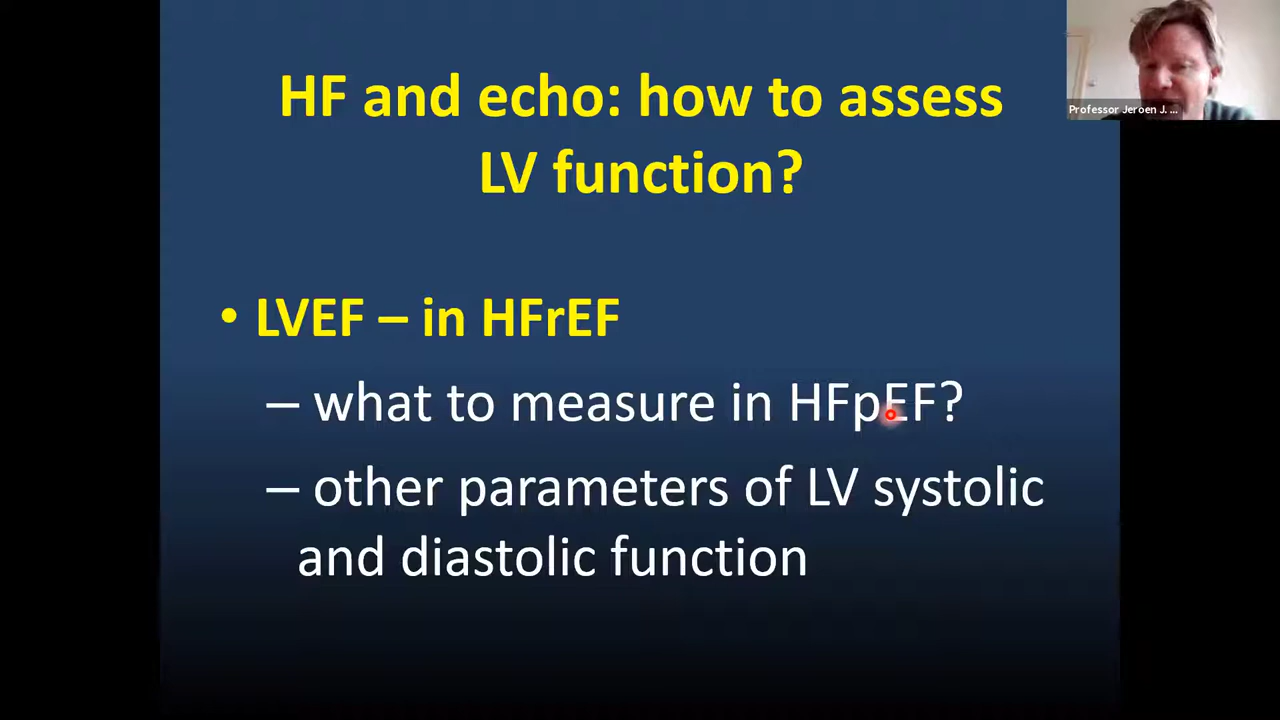 HF and echo: how to assess
LV function?
Professor Jeroen J. ...
• LVEF – in HFrEF
– what to measure in HFpEF?
– other parameters of LV systolic
and diastolic function